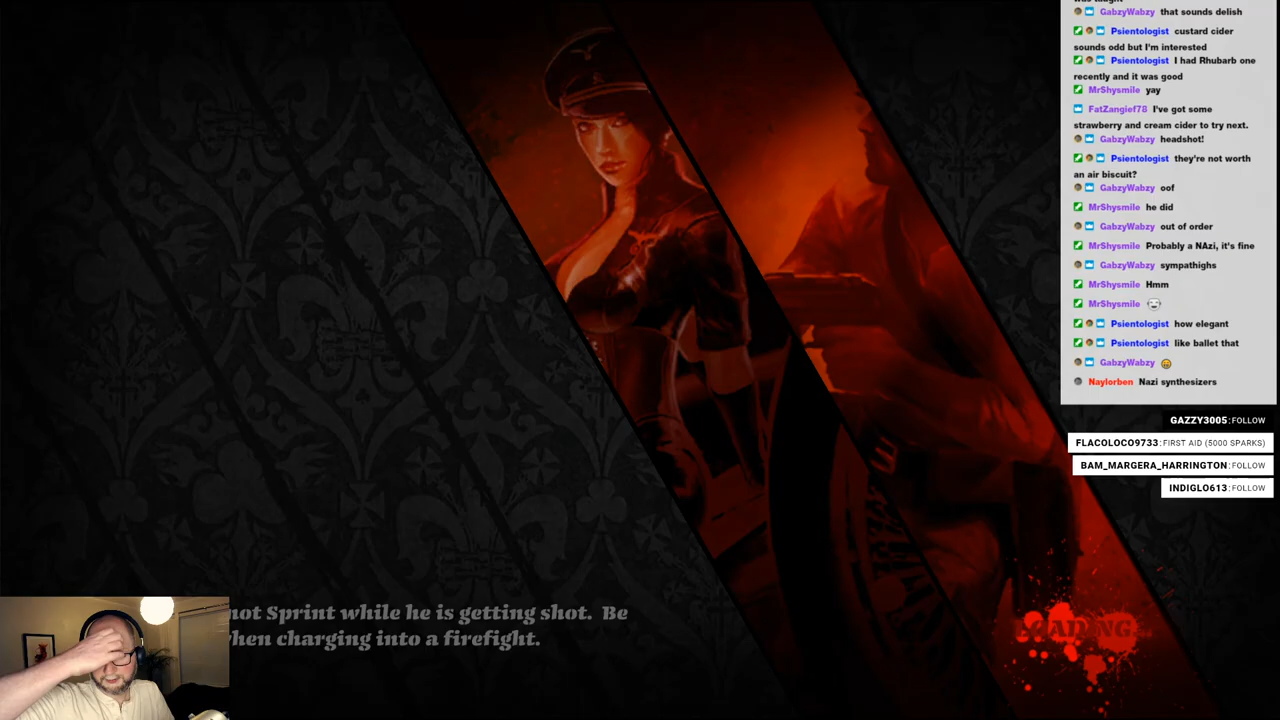 GabzyWabzy that sounds delish
Psientologist custard cider
sounds odd but I'm interested
Psientologist I had Rhubarb one
recently and it was good
MrShysmile yay
FatZangief78 I've got some
strawberry and cream cider to try next.
GabzyWabzy headshot!
Psientologist they're not worth
an air biscuit?
GabzyWabzy oof
MrShysmile he did
GabzyWabzy out of order
MrShysmile Probably a NAzi, it's fine
GabzyWabzy sympathighs
MrShysmile Hmm
MrShysmile
Psientologist how elegant
Psientologist like ballet that
GabzyWabzy
Naylorben Nazi synthesizers
GAZZY3005:FOLLOW
FLACOLOCO9733:FIRST AID (5000 SPARKS)
BAM_MARGERA_HARRINGTON:FOLLOW
INDIGLO613:FOLLOW
not Sprint while he is getting shot. Be
when charging into a firefight.
LOADING...